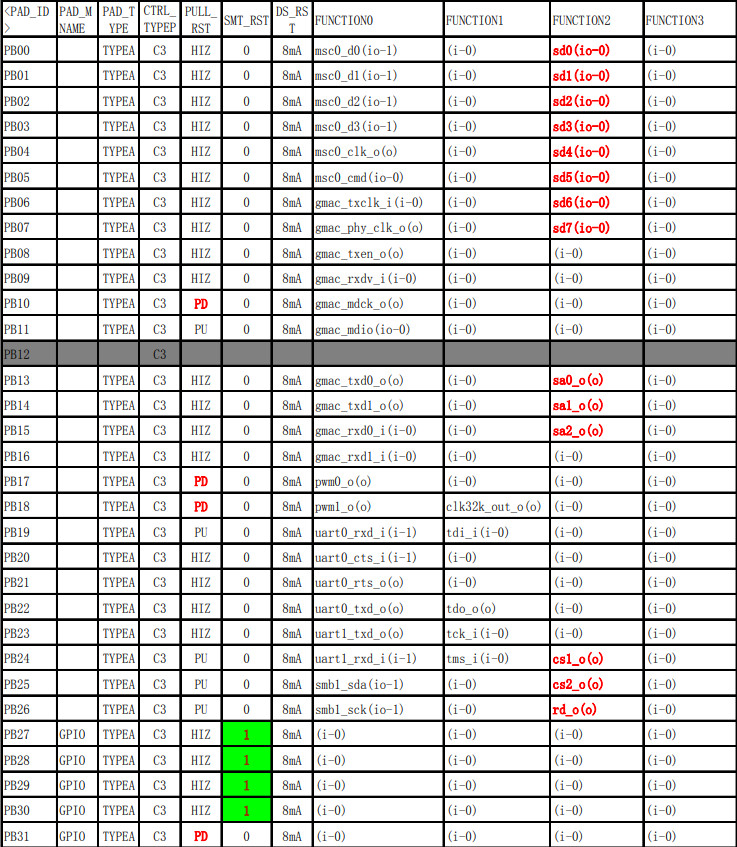 <PAD_ID> PAD_MNAME PAD_TYPE CTRL_TYPEP PULL_RST SMT_RST DS_RST FUNCTION0 FUNCTION1 FUNCTION2 FUNCTION3
PB00 TYPEA C3 HIZ 0 8mA msc0_d0(io-1) (i-0) sd0(io-0) (i-0)
PB01 TYPEA C3 HIZ 0 8mA msc0_d1(io-1) (i-0) sd1(io-0) (i-0)
PB02 TYPEA C3 HIZ 0 8mA msc0_d2(io-1) (i-0) sd2(io-0) (i-0)
PB03 TYPEA C3 HIZ 0 8mA msc0_d3(io-1) (i-0) sd3(io-0) (i-0)
PB04 TYPEA C3 HIZ 0 8mA msc0_clk_o(o) (i-0) sd4(io-0) (i-0)
PB05 TYPEA C3 HIZ 0 8mA msc0_cmd(io-0) (i-0) sd5(io-0) (i-0)
PB06 TYPEA C3 HIZ 0 8mA gmac_txclk_i(i-0) (i-0) sd6(io-0) (i-0)
PB07 TYPEA C3 HIZ 0 8mA gmac_phy_clk_o(o) (i-0) sd7(io-0) (i-0)
PB08 TYPEA C3 HIZ 0 8mA gmac_txen_o(o) (i-0) (i-0) (i-0)
PB09 TYPEA C3 HIZ 0 8mA gmac_rxdv_i(i-0) (i-0) (i-0) (i-0)
PB10 TYPEA C3 PD 0 8mA gmac_mdck_o(o) (i-0) (i-0) (i-0)
PB11 TYPEA C3 PU 0 8mA gmac_mdio(io-0) (i-0) (i-0) (i-0)
PB12 C3
PB13 TYPEA C3 HIZ 0 8mA gmac_txd0_o(o) (i-0) sa0_o(o) (i-0)
PB14 TYPEA C3 HIZ 0 8mA gmac_txd1_o(o) (i-0) sa1_o(o) (i-0)
PB15 TYPEA C3 HIZ 0 8mA gmac_rxd0_i(i-0) (i-0) sa2_o(o) (i-0)
PB16 TYPEA C3 HIZ 0 8mA gmac_rxd1_i(i-0) (i-0) (i-0) (i-0)
PB17 TYPEA C3 PD 0 8mA pwm0_o(o) (i-0) (i-0) (i-0)
PB18 TYPEA C3 PD 0 8mA pwm1_o(o) clk32k_out_o(o) (i-0) (i-0)
PB19 TYPEA C3 PU 0 8mA uart0_rxd_i(i-1) tdi_i(i-0) (i-0) (i-0)
PB20 TYPEA C3 HIZ 0 8mA uart0_cts_i(i-1) (i-0) (i-0) (i-0)
PB21 TYPEA C3 HIZ 0 8mA uart0_rts_o(o) (i-0) (i-0) (i-0)
PB22 TYPEA C3 HIZ 0 8mA uart0_txd_o(o) tdo_o(o) (i-0) (i-0)
PB23 TYPEA C3 HIZ 0 8mA uart1_txd_o(o) tck_i(i-0) (i-0) (i-0)
PB24 TYPEA C3 PU 0 8mA uart1_rxd_i(i-1) tms_i(i-0) cs1_o(o) (i-0)
PB25 TYPEA C3 PU 0 8mA smb1_sda(io-1) (i-0) cs2_o(o) (i-0)
PB26 TYPEA C3 PU 0 8mA smb1_sck(io-1) (i-0) rd_o(o) (i-0)
PB27 GPIO TYPEA C3 HIZ 1 8mA (i-0) (i-0) (i-0) (i-0)
PB28 GPIO TYPEA C3 HIZ 1 8mA (i-0) (i-0) (i-0) (i-0)
PB29 GPIO TYPEA C3 HIZ 1 8mA (i-0) (i-0) (i-0) (i-0)
PB30 GPIO TYPEA C3 HIZ 1 8mA (i-0) (i-0) (i-0) (i-0)
PB31 GPIO TYPEA C3 PD 0 8mA (i-0) (i-0) (i-0) (i-0)